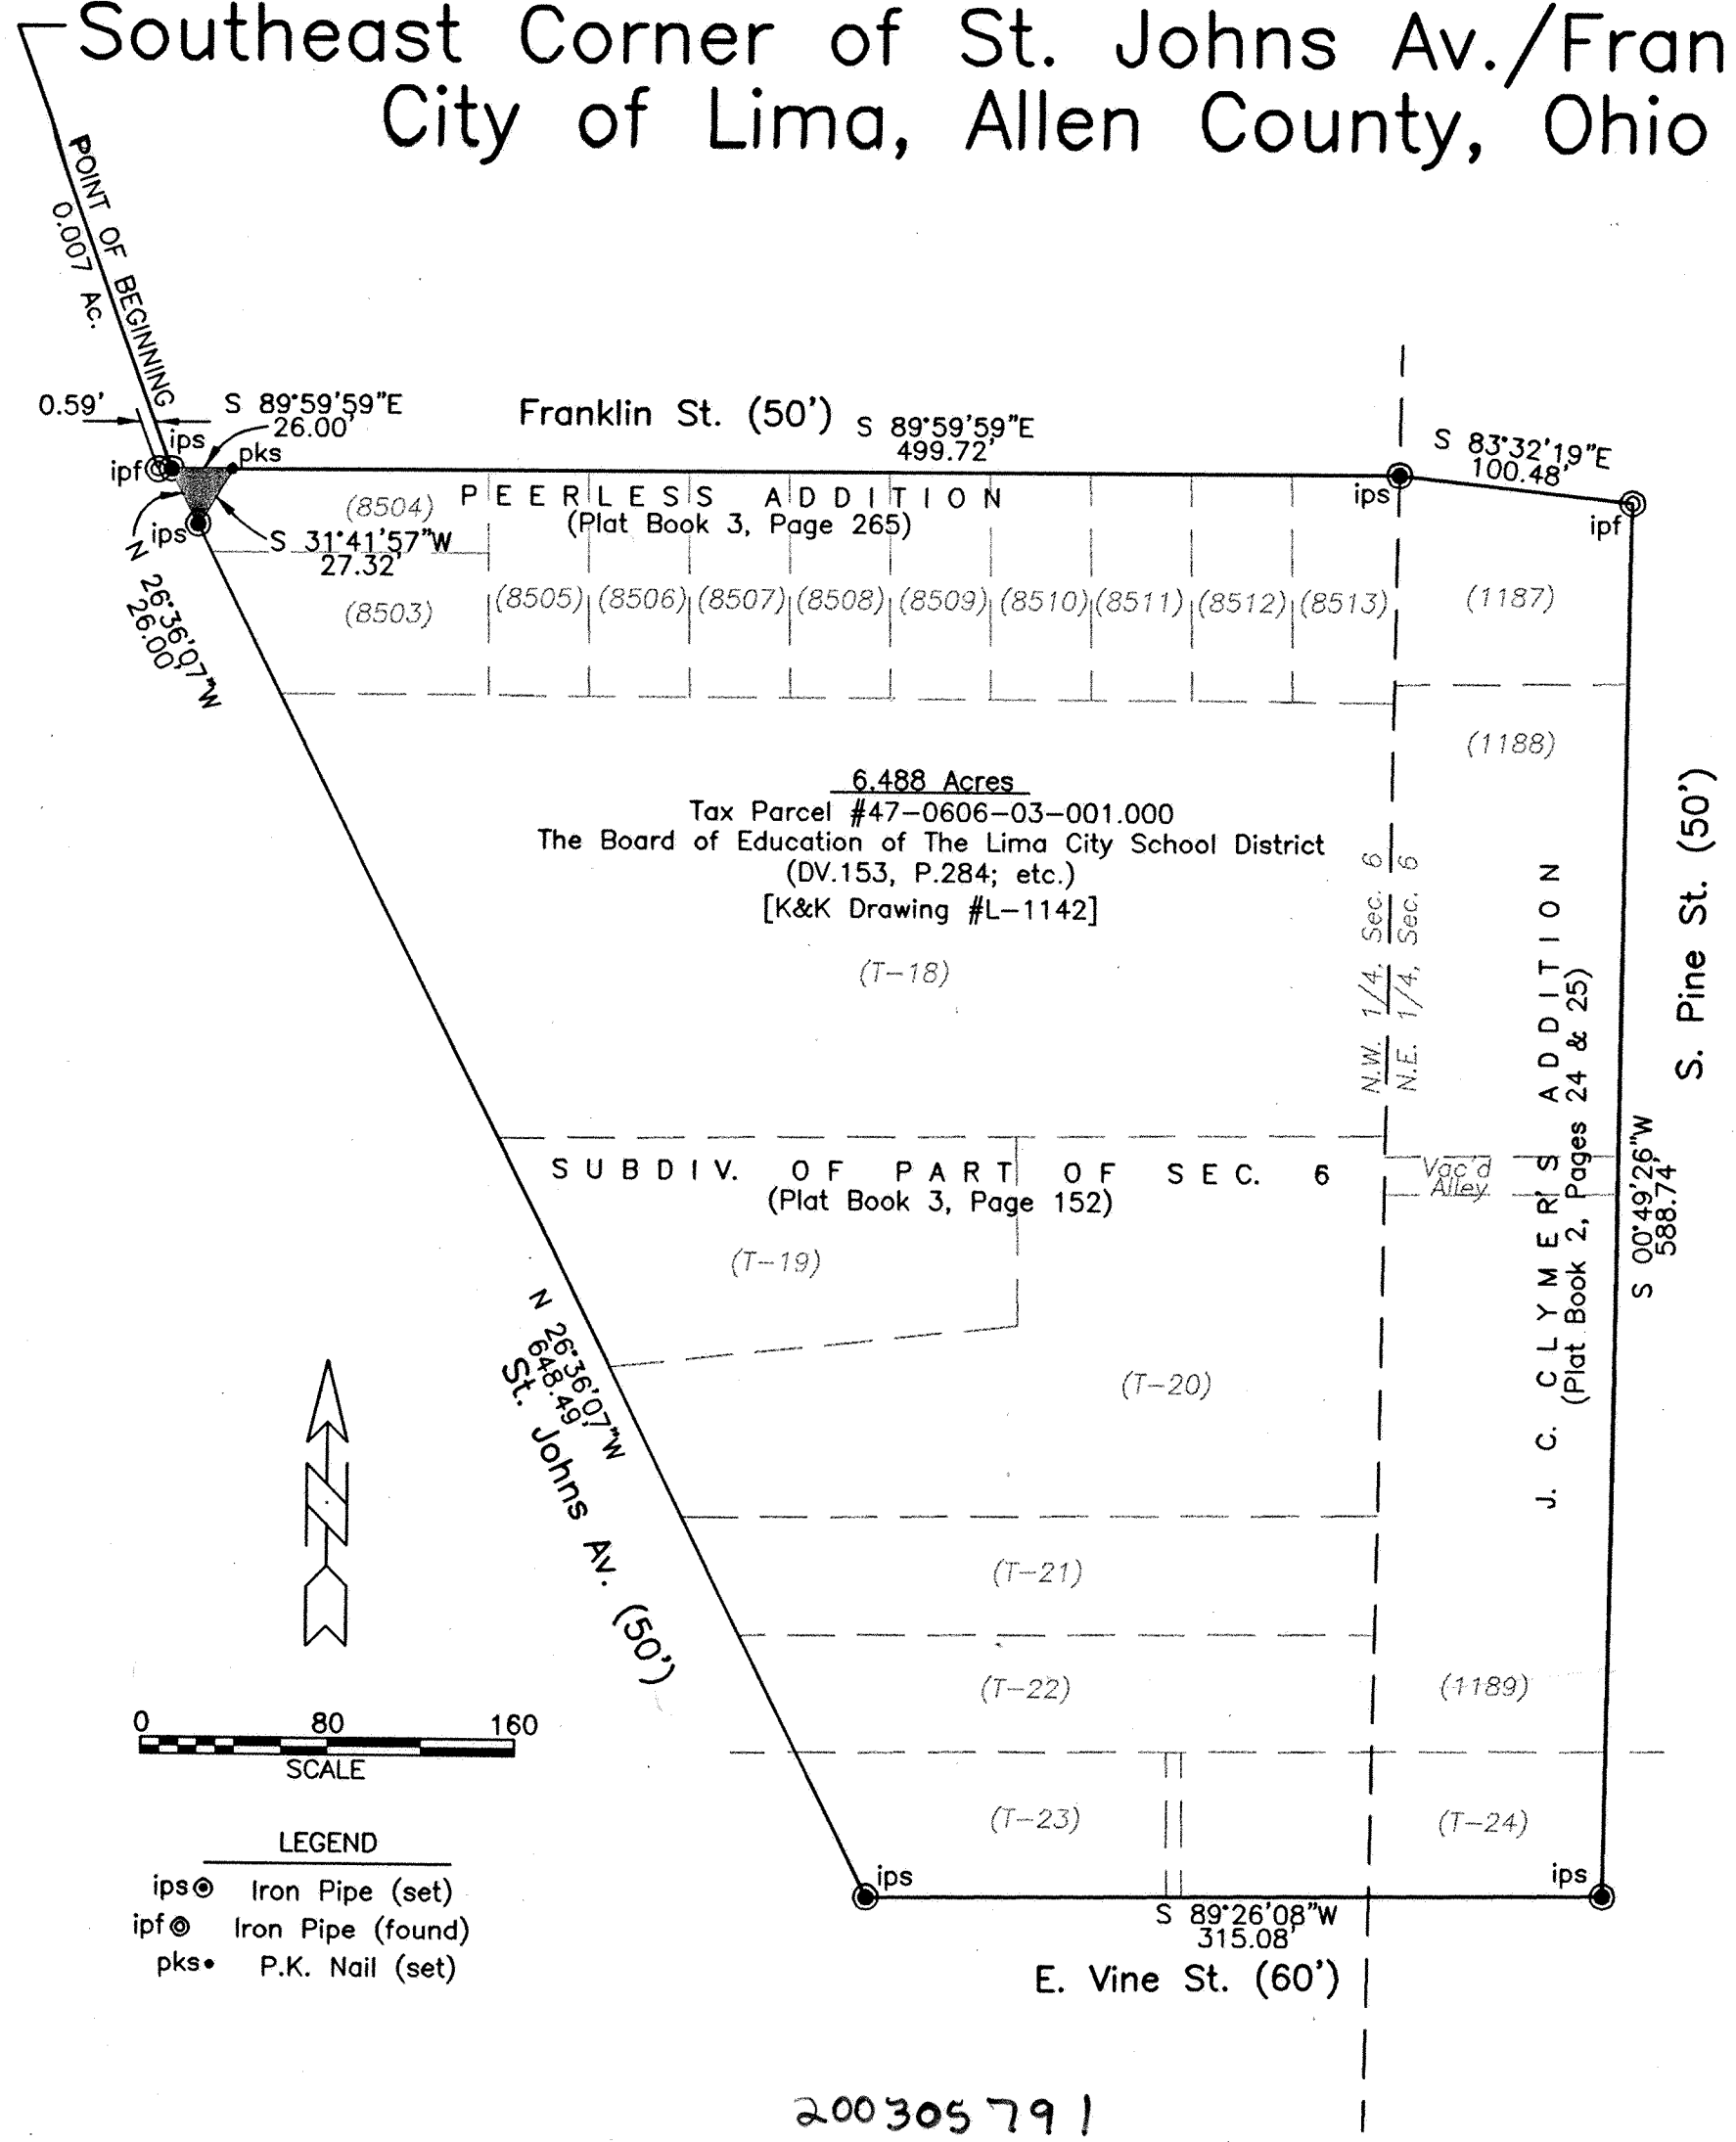 Southeast Corner of St. Johns Av./Fran
City of Lima, Allen County, Ohio
POINT OF BEGINNING
0.007 Ac.
0.59'
S 89°59'59"E
26.00'
Franklin St. (50')
S 89°59'59"E
499.72'
S 83°32'19"E
100.48'
ips
ipf
pks
ips
ipf
ips
(8504)
PEERLESS ADDITION
(Plat Book 3, Page 265)
S 31°41'57"W
27.32'
N 26°36'07"W
26.00'
(8503)
(8505)
(8506)
(8507)
(8508)
(8509)
(8510)
(8511)
(8512)
(8513)
(1187)
(1188)
6.488 Acres
Tax Parcel #47-0606-03-001.000
The Board of Education of The Lima City School District
(DV.153, P.284; etc.)
[K&K Drawing #L-1142]
(T-18)
N.W. 1/4, Sec. 6
N.E. 1/4, Sec. 6
J. C. CLYMER'S ADDITION
(Plat Book 2, Pages 24 & 25)
S. Pine St. (50')
S 00°49'26"W
588.74'
SUBDIV. OF PART OF SEC. 6
(Plat Book 3, Page 152)
Vac'd
Alley
(T-19)
N 26°36'07"W
648.49'
St. Johns Av. (50')
(T-20)
(T-21)
(T-22)
(1189)
(T-23)
(T-24)
N
0 80 160
SCALE
LEGEND
ips Iron Pipe (set)
ipf Iron Pipe (found)
pks P.K. Nail (set)
ips
ips
S 89°26'08"W
315.08'
E. Vine St. (60')
200305791